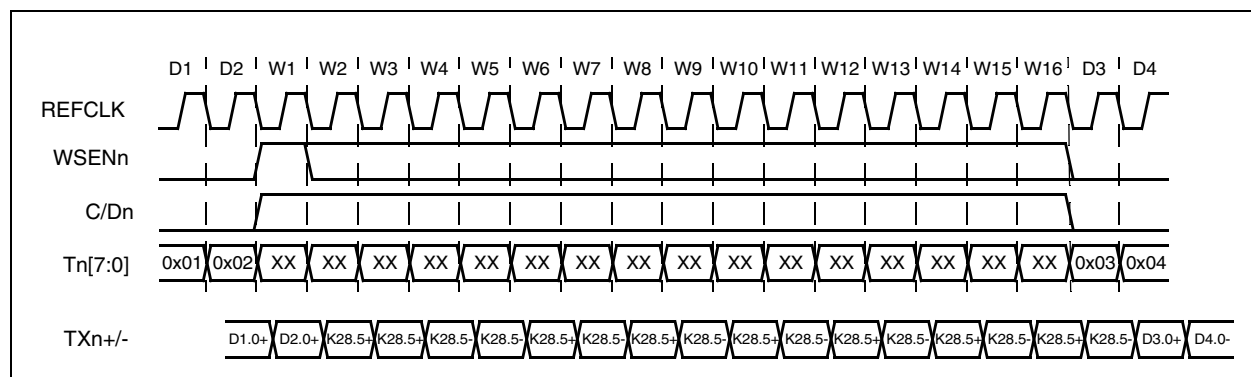 D1 D2 W1 W2 W3 W4 W5 W6 W7 W8 W9 W10 W11 W12 W13 W14 W15 W16 D3 D4
REFCLK
WSENn
C/Dn
Tn[7:0] 0x01 0x02 XX XX XX XX XX XX XX XX XX XX XX XX XX XX XX XX 0x03 0x04
TXn+/- D1.0+ D2.0+ K28.5+ K28.5+ K28.5- K28.5- K28.5+ K28.5- K28.5+ K28.5- K28.5+ K28.5- K28.5+ K28.5- K28.5+ K28.5- K28.5+ K28.5- D3.0+ D4.0-